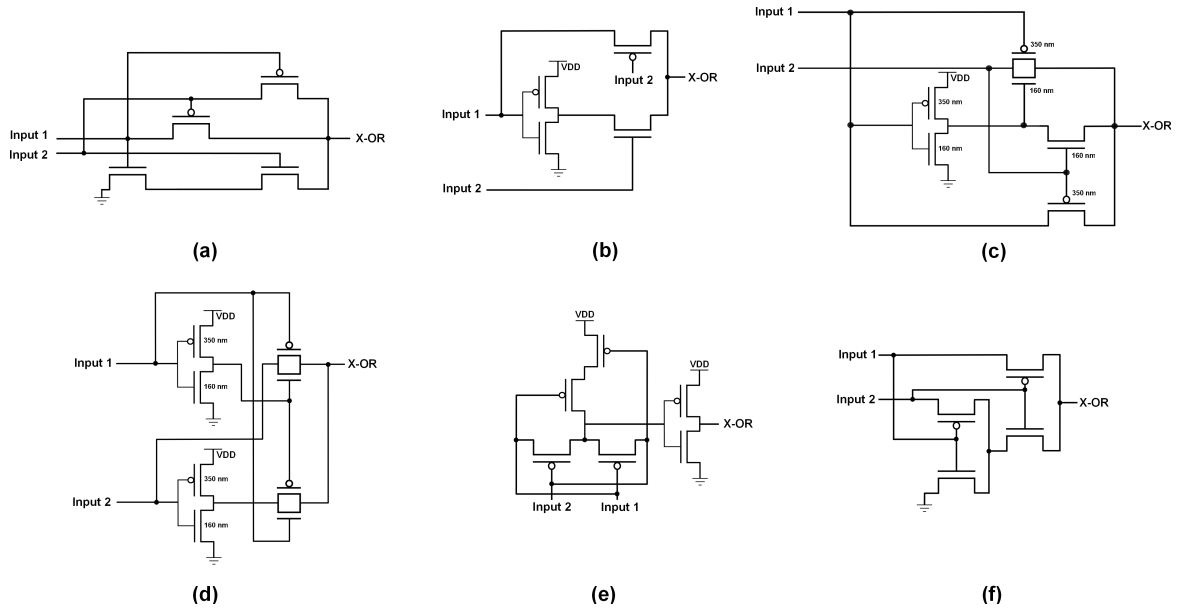 Input 1
Input 2
X-OR
(a)
Input 1
VDD
Input 2
X-OR
Input 2
(b)
Input 1
Input 2
350 nm
160 nm
VDD
350 nm
160 nm
X-OR
160 nm
350 nm
(c)
Input 1
VDD
350 nm
160 nm
X-OR
Input 2
VDD
350 nm
160 nm
(d)
VDD
VDD
X-OR
Input 2 Input 1
(e)
Input 1
Input 2
X-OR
(f)